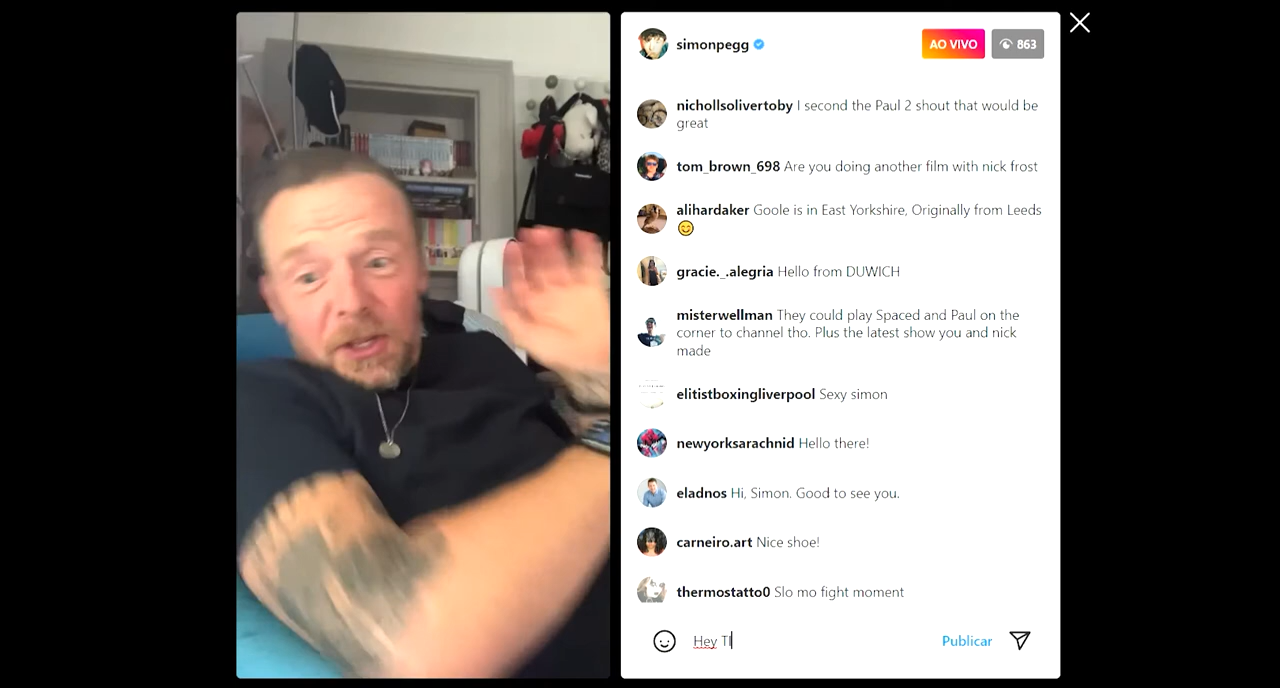 simonpegg
AO VIVO
863
nichollsolivertoby I second the Paul 2 shout that would be
great
tom_brown_698 Are you doing another film with nick frost
alihardaker Goole is in East Yorkshire, Originally from Leeds
😊
gracie._.alegria Hello from DUWICH
misterwellman They could play Spaced and Paul on the
corner to channel tho. Plus the latest show you and nick
made
elitistboxingliverpool Sexy simon
newyorksarachnid Hello there!
eladnos Hi, Simon. Good to see you.
carneiro.art Nice shoe!
thermostatto0 Slo mo fight moment
Hey Tl
Publicar